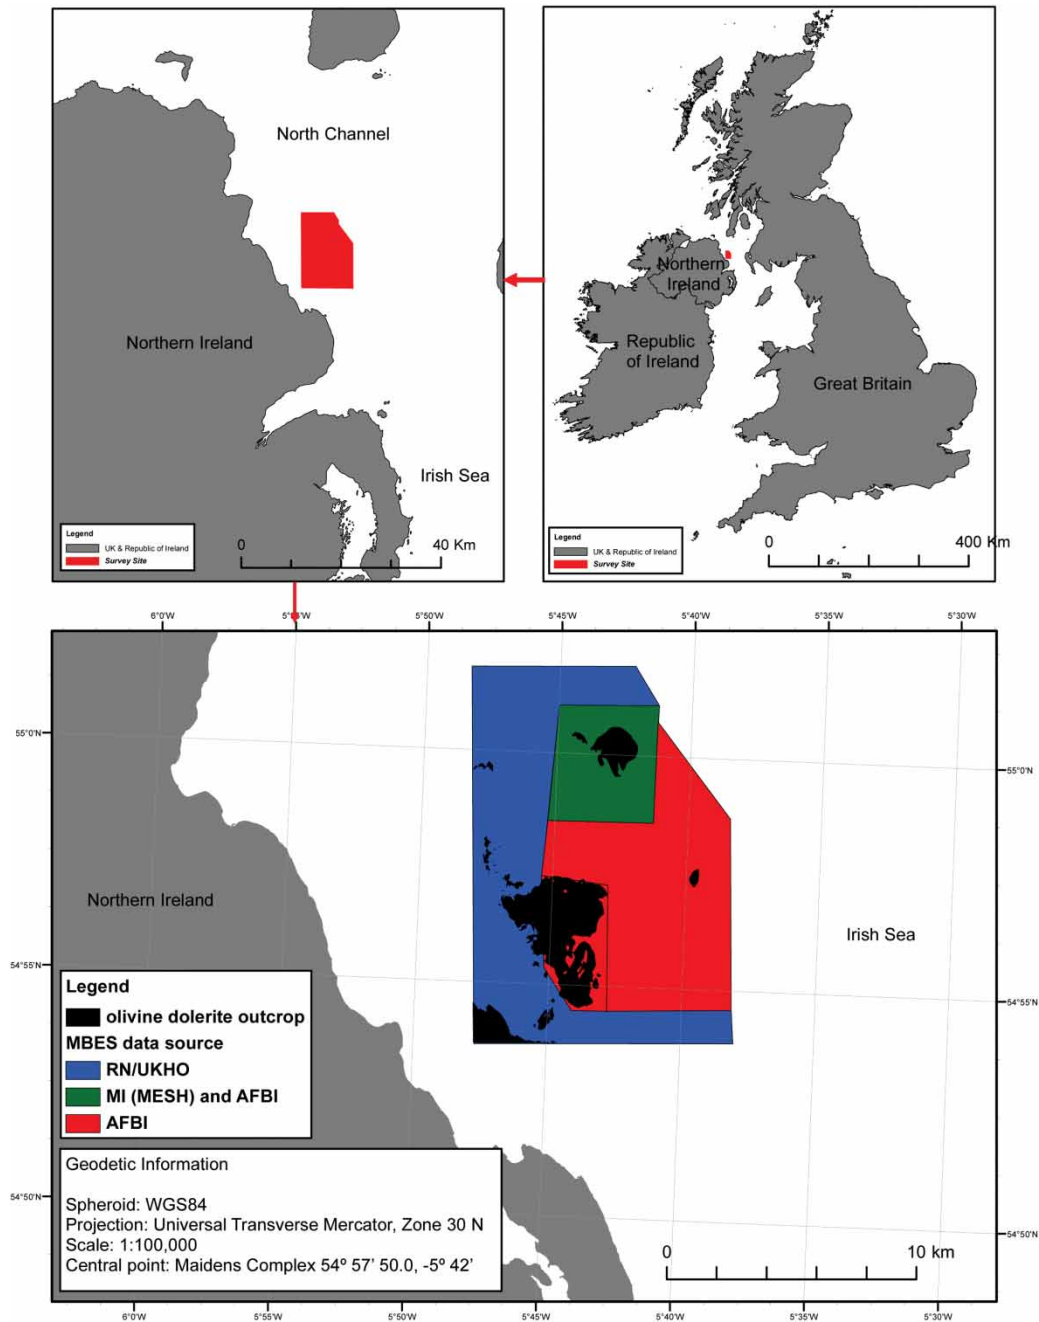 North Channel
Northern Ireland
Irish Sea
Legend
UK & Republic of Ireland
Survey Site
0 40 Km
Northern
Ireland
Republic
of Ireland
Great Britain
Legend
UK & Republic of Ireland
Survey Site
0 400 Km
6°0'W 5°50'W 5°45'W 5°40'W 5°35'W 5°30'W
55°0'N
55°0'N
Northern Ireland
Irish Sea
54°55'N
54°55'N
Legend
olivine dolerite outcrop
MBES data source
RN/UKHO
MI (MESH) and AFBI
AFBI
Geodetic Information
Spheroid: WGS84
Projection: Universal Transverse Mercator, Zone 30 N
Scale: 1:100,000
Central point: Maidens Complex 54º 57' 50.0, -5º 42'
54°50'N
54°50'N
0 10 km
6°0'W 5°55'W 5°50'W 5°45'W 5°40'W 5°35'W 5°30'W